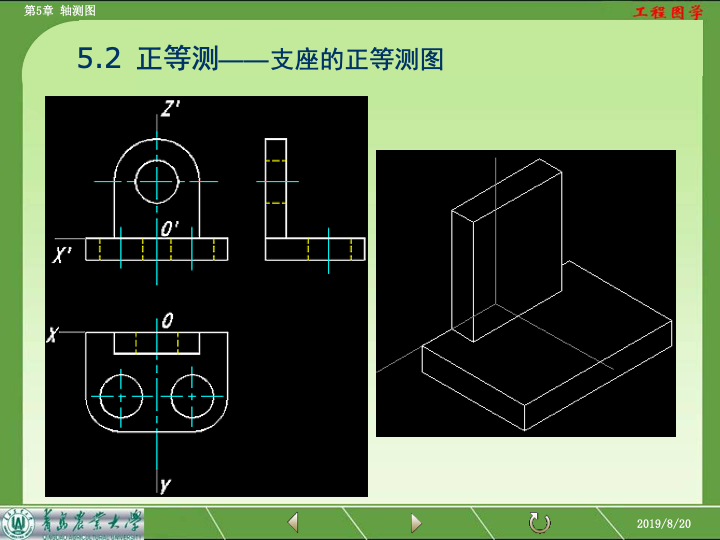 第5章 轴测图
工程图学
5.2 正等测——支座的正等测图
Z'
O'
X'
O
X
Y
青岛农业大学
2019/8/20